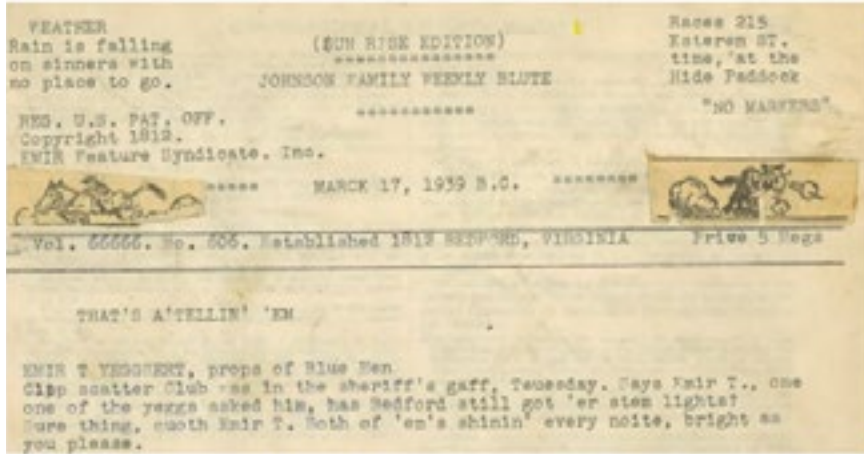 WEATHER
Rain is falling
on sinners with
no place to go.
(SUN RISE EDITION)
JOHNSON FAMILY WEEKLY BLUTE
Races 215
Eastern ST.
time, at the
Hide Paddock
"NO MARKERS"
REG. U.S. PAT. OFF.
Copyright 1812.
EMIR Feature Syndicate. Inc.
MARCH 17, 1939 B.C.
Vol. 66666. No. 606. Established 1812 BEDFORD, VIRGINIA Price 5 Megs
THAT'S A'TELLIN' 'EM
EMIR T props of Blue Hen
scatter Club was in the sheriff's gaff, Teuesday. Says Emir T., one
one of the yeggs asked him, has Bedford still got 'er stem lights?
Sure thing, quoth Emir T. Both of 'em's shinin' every noite, bright as
you please.